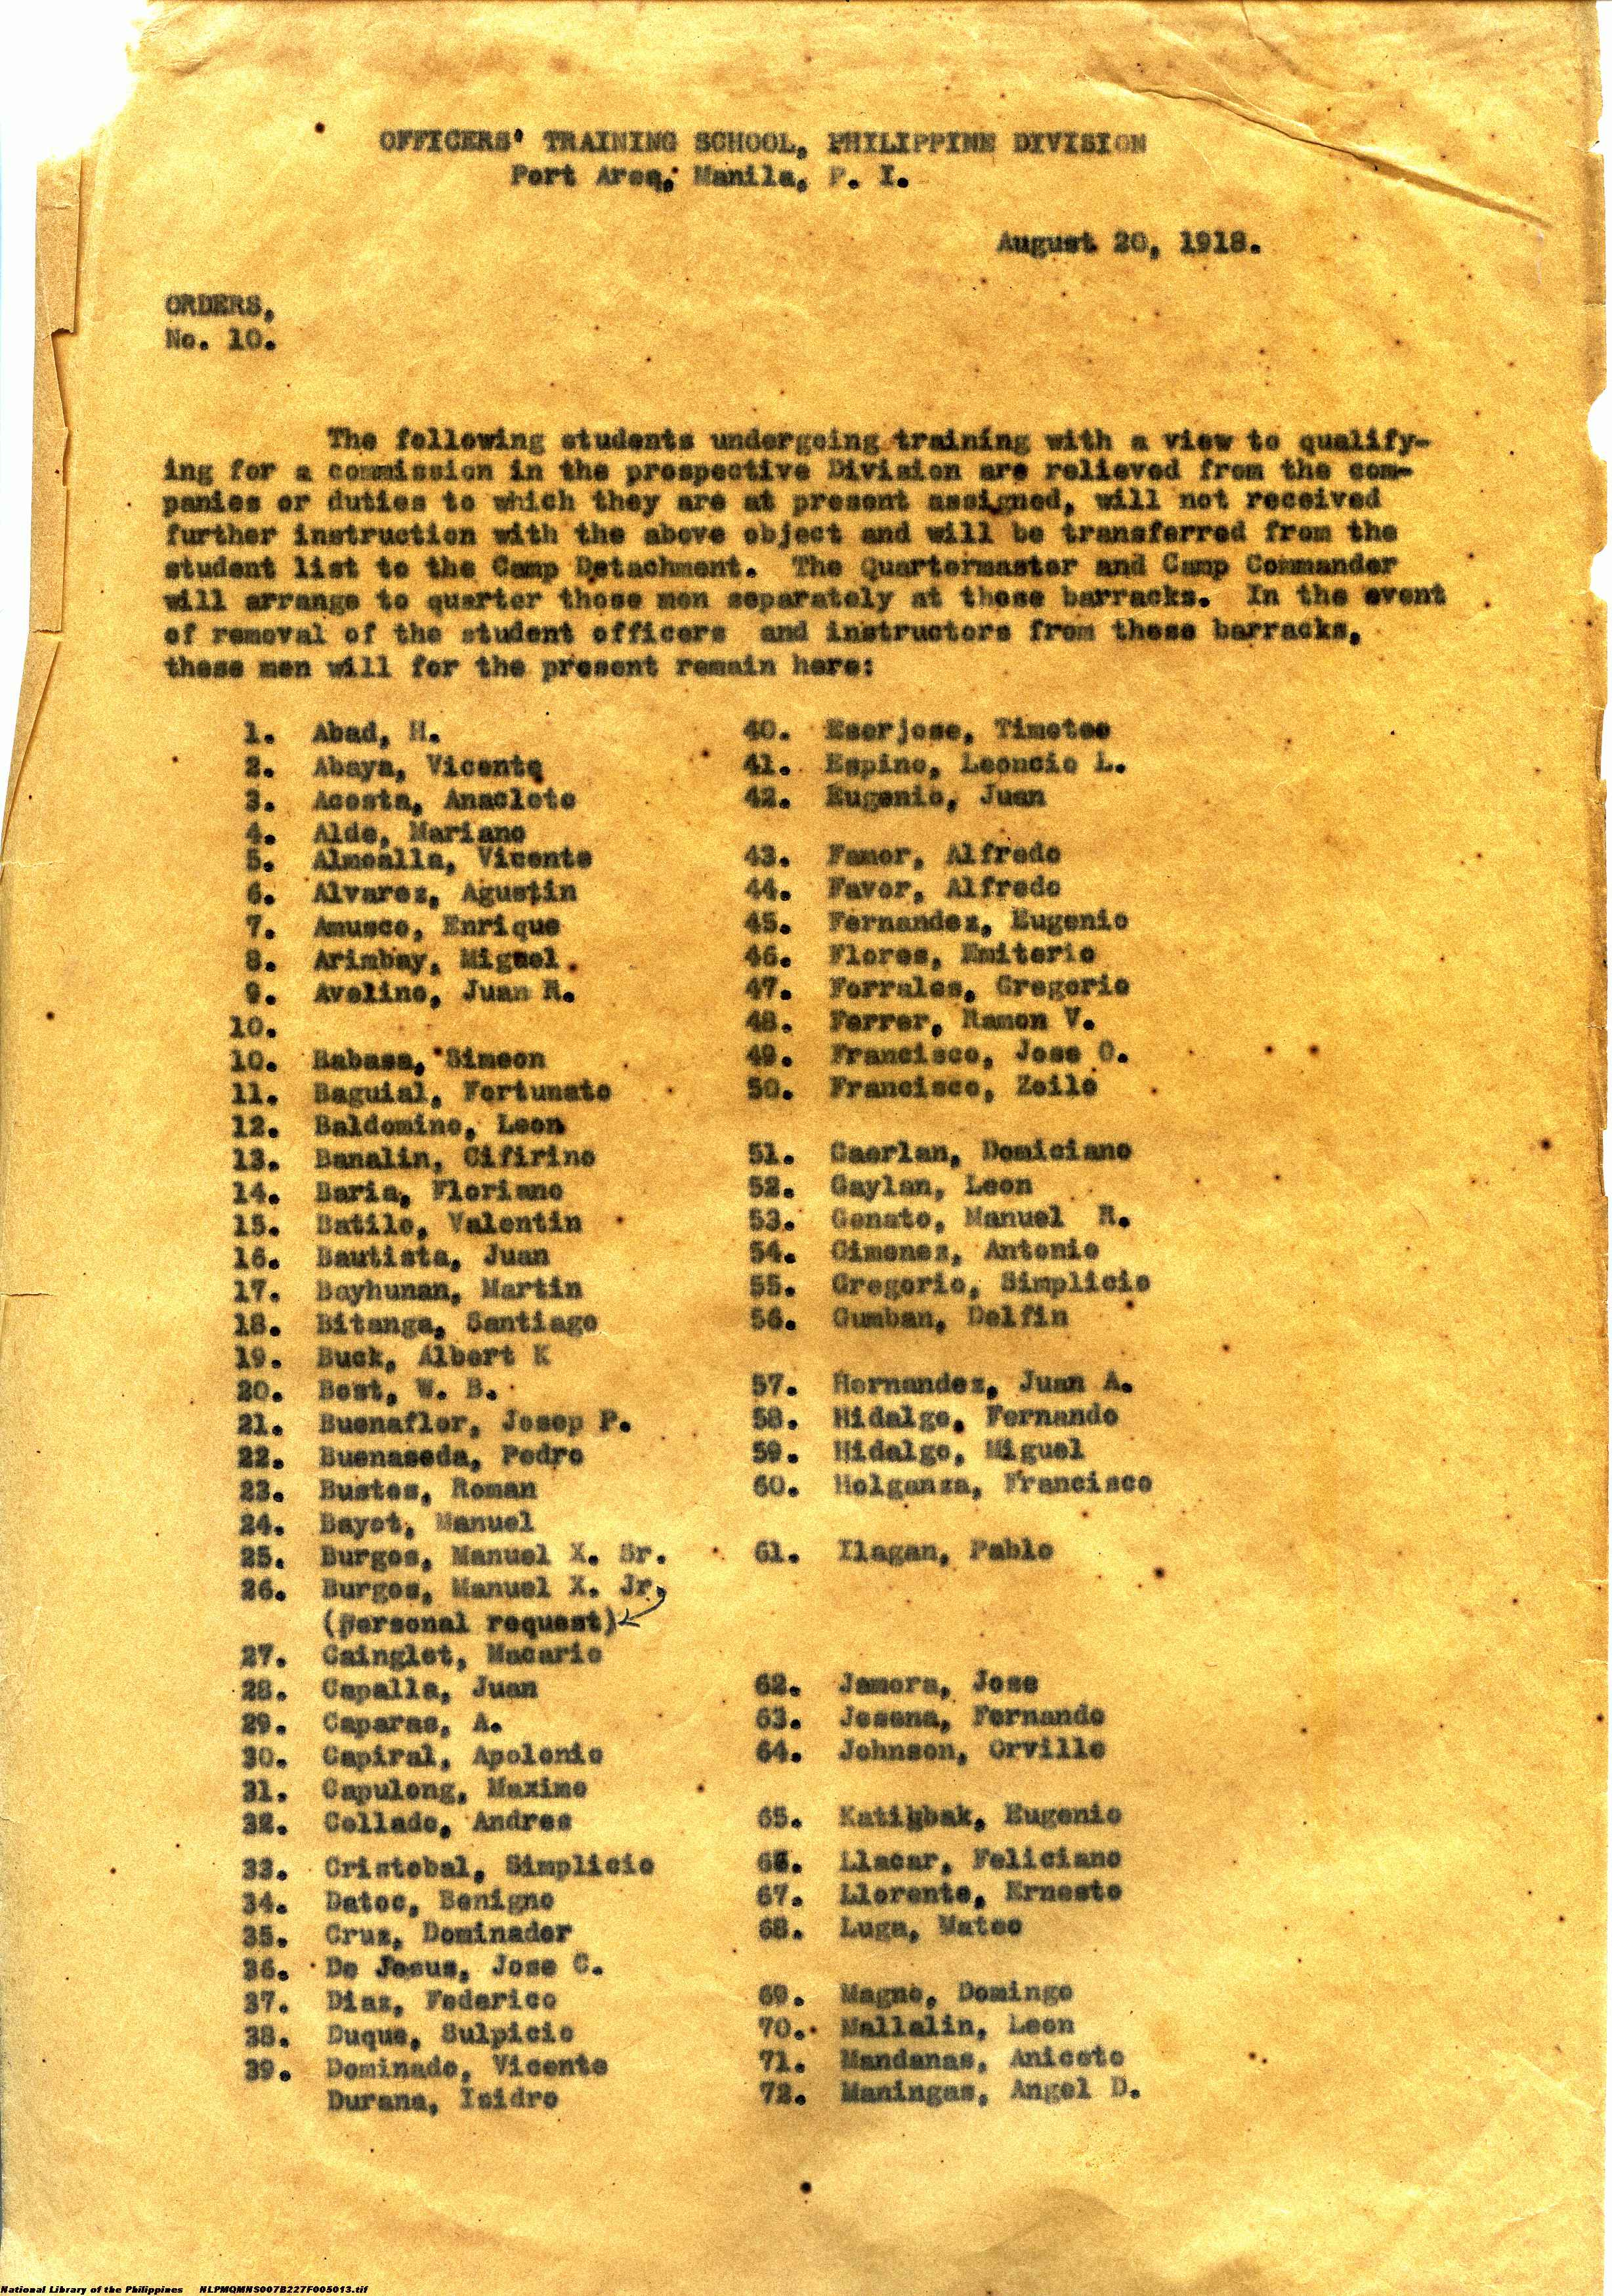 OFFICERS' TRAINING SCHOOL, PHILIPPINE DIVISION
Port Area, Manila, P. I.
August 20, 1918.
ORDERS,
No. 10.
The following students undergoing training with a view to qualify-
ing for a commission in the prospective Division are relieved from the com-
panies or duties to which they are at present assigned, will not received
further instruction with the above object and will be transferred from the
student list to the Camp Detachment. The Quartermaster and Camp Commander
will arrange to quarter those men separately at these barracks. In the event
of removal of the student officers and instructors from these barracks,
these men will for the present remain here:
1. Abad, H.
2. Abaya, Vicente
3. Acosta, Anacleto
4. Alde, Mariano
5. Almealla, Vicente
6. Alvarez, Agustin
7. Amusco, Enrique
8. Arimbay, Miguel
9. Avelino, Juan R.
10.
10. Babasa, Simeon
11. Baguial, Fortunato
12. Baldomino, Leon
13. Banalin, Cifirino
14. Baria, Floriano
15. Batilo, Valentin
16. Bautista, Juan
17. Bayhunan, Martin
18. Bitanga, Santiago
19. Buck, Albert K
20. Best, W. B.
21. Buenaflor, Josep P.
22. Buenaseda, Pedro
23. Bustos, Roman
24. Bayot, Manuel
25. Burgos, Manuel X. Sr.
26. Burgos, Manuel X. Jr.
(Personal request)
27. Cainglet, Macario
28. Capalla, Juan
29. Caparas, A.
30. Capiral, Apolonio
31. Capulong, Maximo
32. Collado, Andres
33. Cristobal, Simplicio
34. Datoc, Benigno
35. Cruz, Dominador
36. De Jesus, Jose C.
37. Diaz, Federico
38. Duque, Sulpicio
39. Dominado, Vicente
Durana, Isidro
40. Escrjose, Timoteo
41. Espino, Leoncio L.
42. Eugenio, Juan
43. Famor, Alfredo
44. Favor, Alfredo
45. Fernandez, Eugenio
46. Flores, Emiterio
47. Forrales, Gregorio
48. Ferrer, Ramon V.
49. Francisco, Jose O.
50. Francisco, Zoilo
51. Gaerlan, Domiciano
52. Gaylan, Leon
53. Genato, Manuel R.
54. Gimenez, Antonio
55. Gregorio, Simplicio
56. Gumban, Delfin
57. Hernandez, Juan A.
58. Hidalgo, Fernando
59. Hidalgo, Miguel
60. Holganza, Francisco
61. Ilagan, Pablo
62. Jamora, Jose
63. Jesena, Fernando
64. Johnson, Orville
65. Katigbak, Eugenio
66. Llacar, Feliciano
67. Llorente, Ernesto
68. Luga, Mateo
69. Magno, Domingo
70. Mallalin, Leon
71. Mandanas, Aniceto
72. Maningas, Angel D.
National Library of the Philippines NLPMQMNS007B227F005013.tif